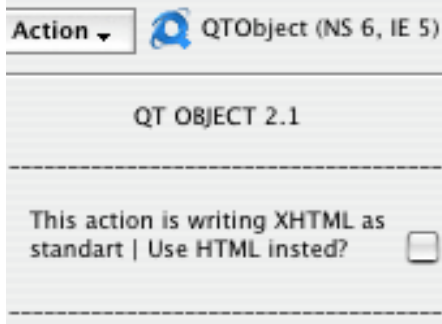 Action QTObject (NS 6, IE 5)
QT OBJECT 2.1
This action is writing XHTML as
standart | Use HTML insted?